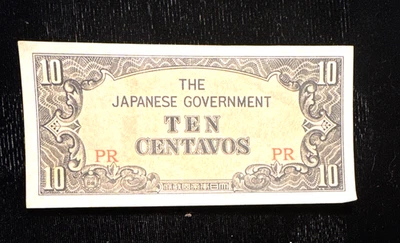 10 10
THE
JAPANESE GOVERNMENT
TEN
CENTAVOS
PR PR
10 10